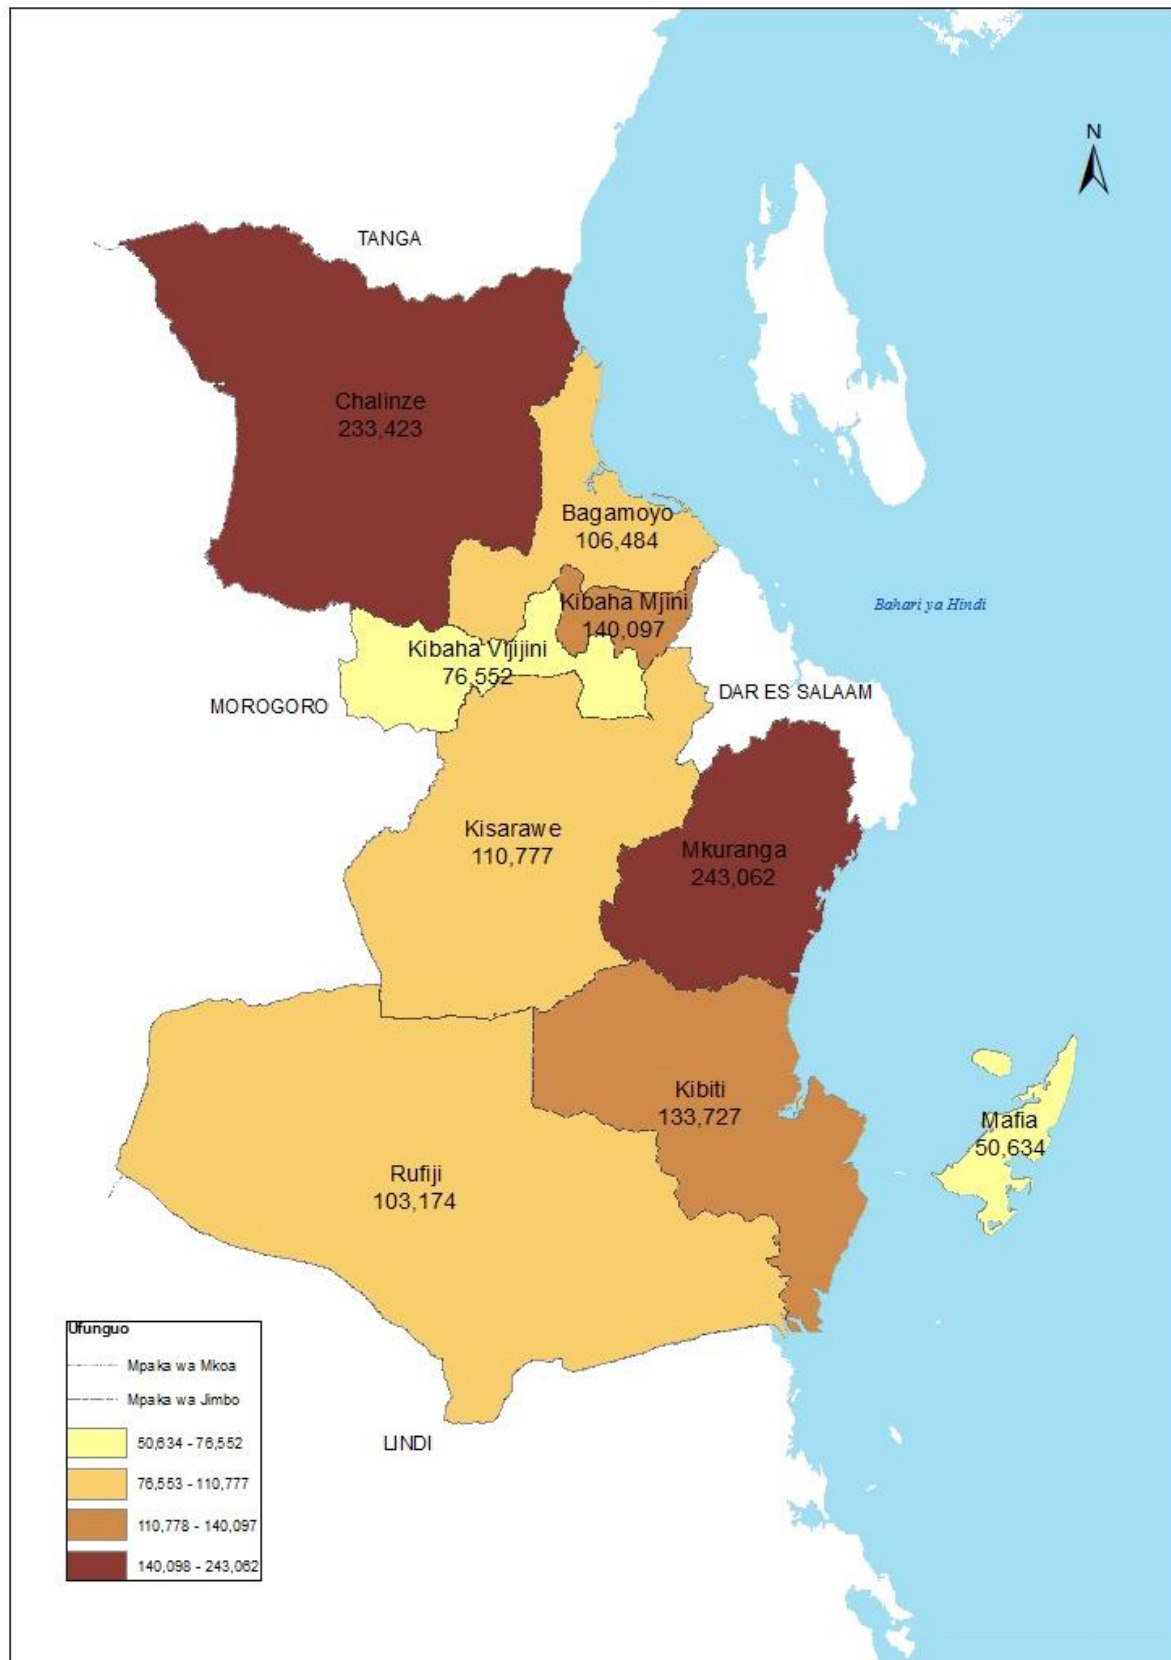 N
TANGA
Chalinze
233,423
Bagamoyo
106,484
Bahari ya Hindi
Kibaha Mjini
140,097
Kibaha Vijijini
76,552
MOROGORO
DAR ES SALAAM
Kisarawe
110,777
Mkuranga
243,062
Kibiti
133,727
Mafia
50,634
Rufiji
103,174
LINDI
Ufunguo
Mpaka wa Mkoa
Mpaka wa Jimbo
50,634 - 76,552
76,553 - 110,777
110,778 - 140,097
140,098 - 243,062